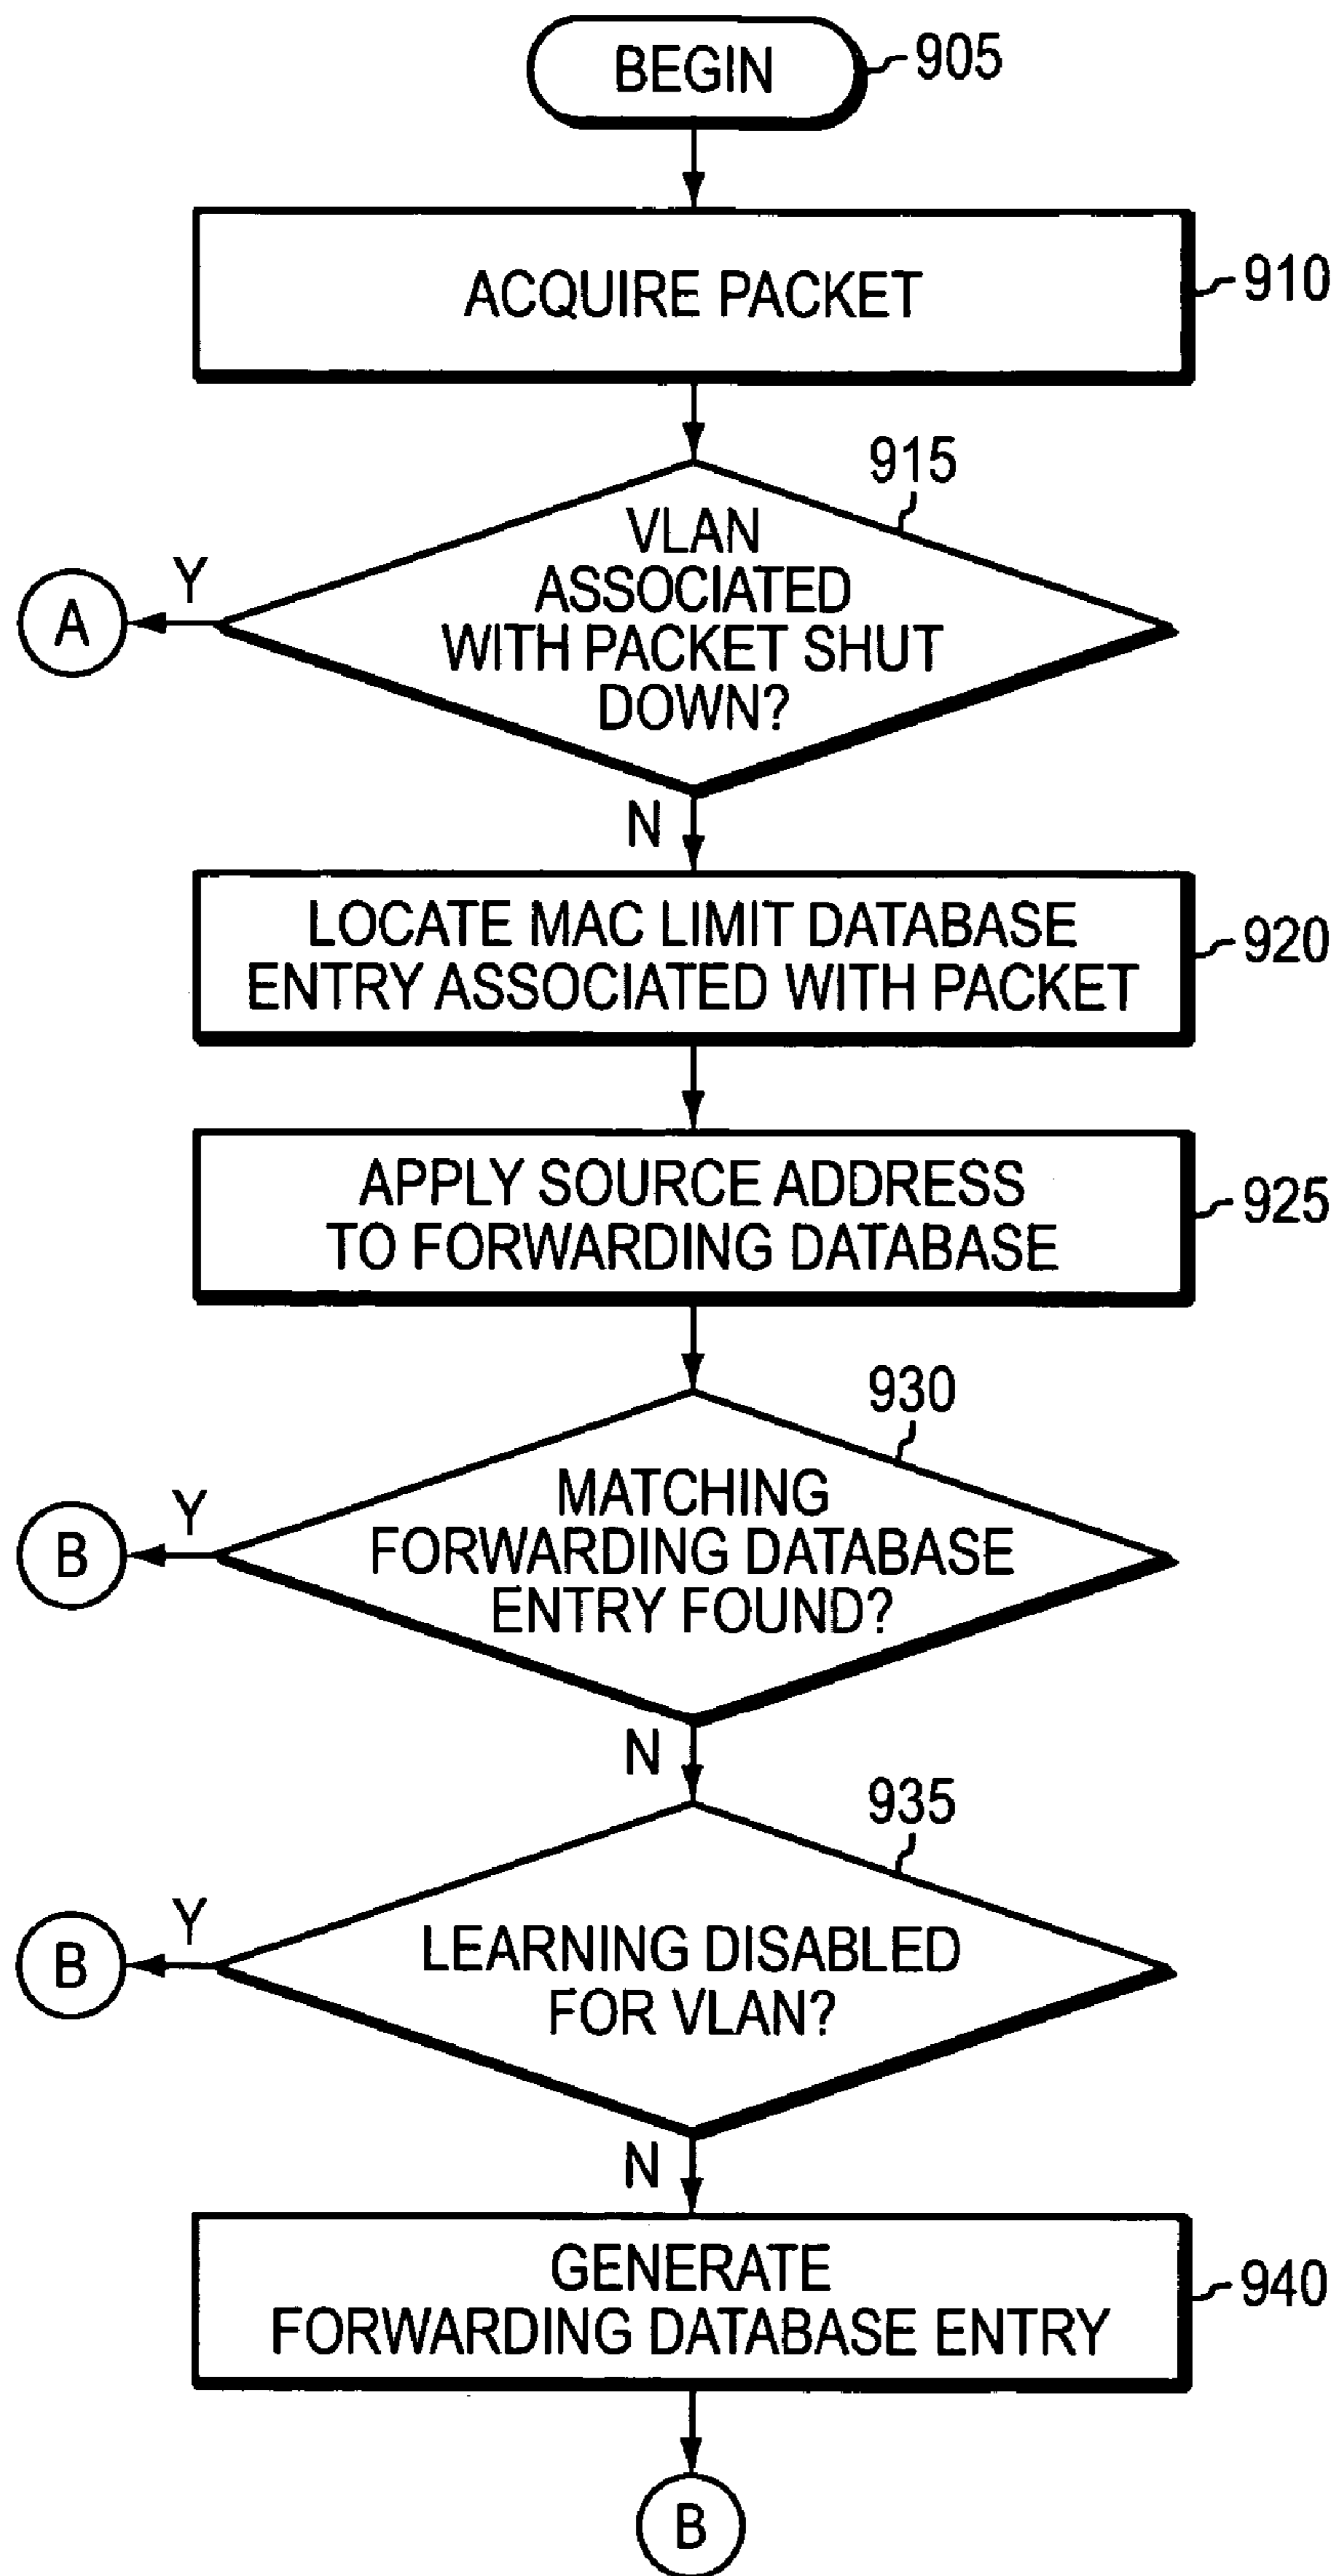 BEGIN
905
ACQUIRE PACKET
910
915
VLAN
ASSOCIATED
WITH PACKET SHUT
DOWN?
Y
A
N
LOCATE MAC LIMIT DATABASE
ENTRY ASSOCIATED WITH PACKET
920
APPLY SOURCE ADDRESS
TO FORWARDING DATABASE
925
930
MATCHING
FORWARDING DATABASE
ENTRY FOUND?
Y
B
N
935
LEARNING DISABLED
FOR VLAN?
Y
B
N
GENERATE
FORWARDING DATABASE ENTRY
940
B